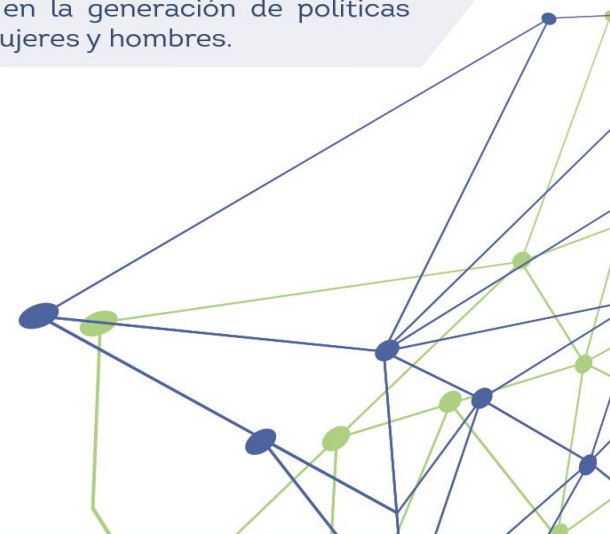 en la generación de políticas
ujeres y hombres.